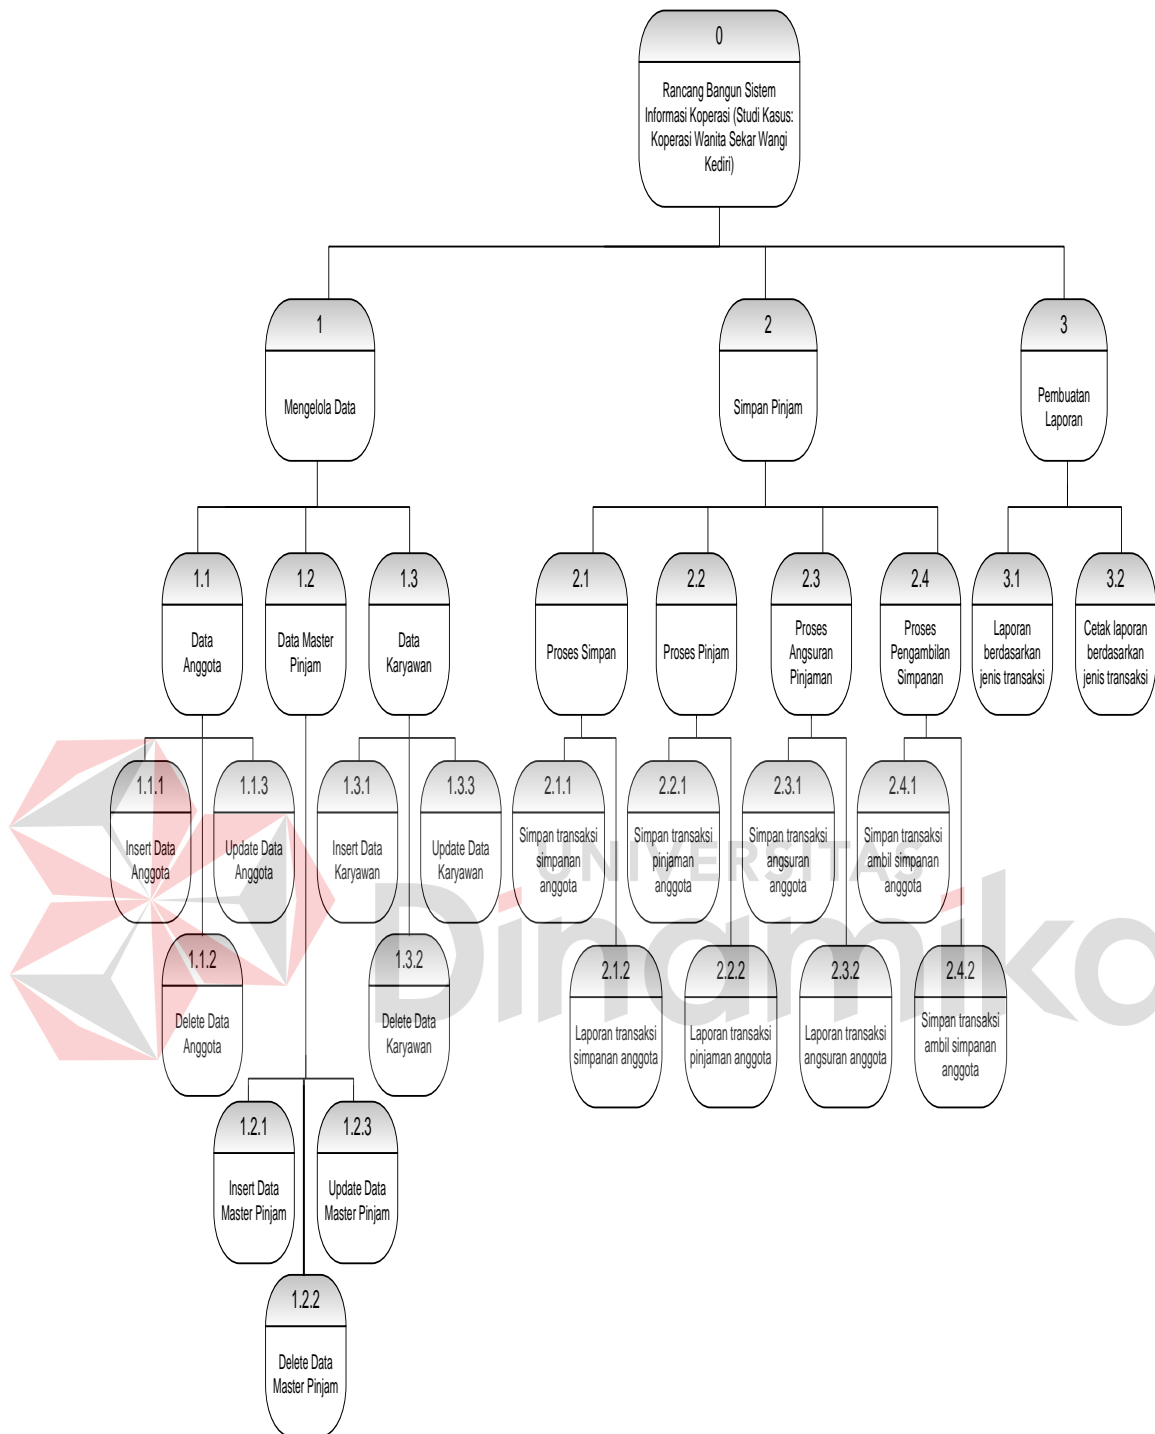 0
Rancang Bangun Sistem
Informasi Koperasi (Studi Kasus:
Koperasi Wanita Sekar Wangi
Kediri)
1
Mengelola Data
2
Simpan Pinjam
3
Pembuatan
Laporan
1.1
Data
Anggota
1.2
Data Master
Pinjam
1.3
Data
Karyawan
2.1
Proses Simpan
2.2
Proses Pinjam
2.3
Proses
Angsuran
Pinjaman
2.4
Proses
Pengambilan
Simpanan
3.1
Laporan
berdasarkan
jenis transaksi
3.2
Cetak laporan
berdasarkan
jenis transaksi
1.1.1
Insert Data
Anggota
1.1.3
Update Data
Anggota
1.3.1
Insert Data
Karyawan
1.3.3
Update Data
Karyawan
2.1.1
Simpan transaksi
simpanan
anggota
2.2.1
Simpan transaksi
pinjaman
anggota
2.3.1
Simpan transaksi
angsuran
anggota
2.4.1
Simpan transaksi
ambil simpanan
anggota
UNIVERSITAS
Dinamika
1.1.2
Delete Data
Anggota
1.3.2
Delete Data
Karyawan
2.1.2
Laporan transaksi
simpanan anggota
2.2.2
Laporan transaksi
pinjaman anggota
2.3.2
Laporan transaksi
angsuran anggota
2.4.2
Simpan transaksi
ambil simpanan
anggota
1.2.1
Insert Data
Master Pinjam
1.2.3
Update Data
Master Pinjam
1.2.2
Delete Data
Master Pinjam